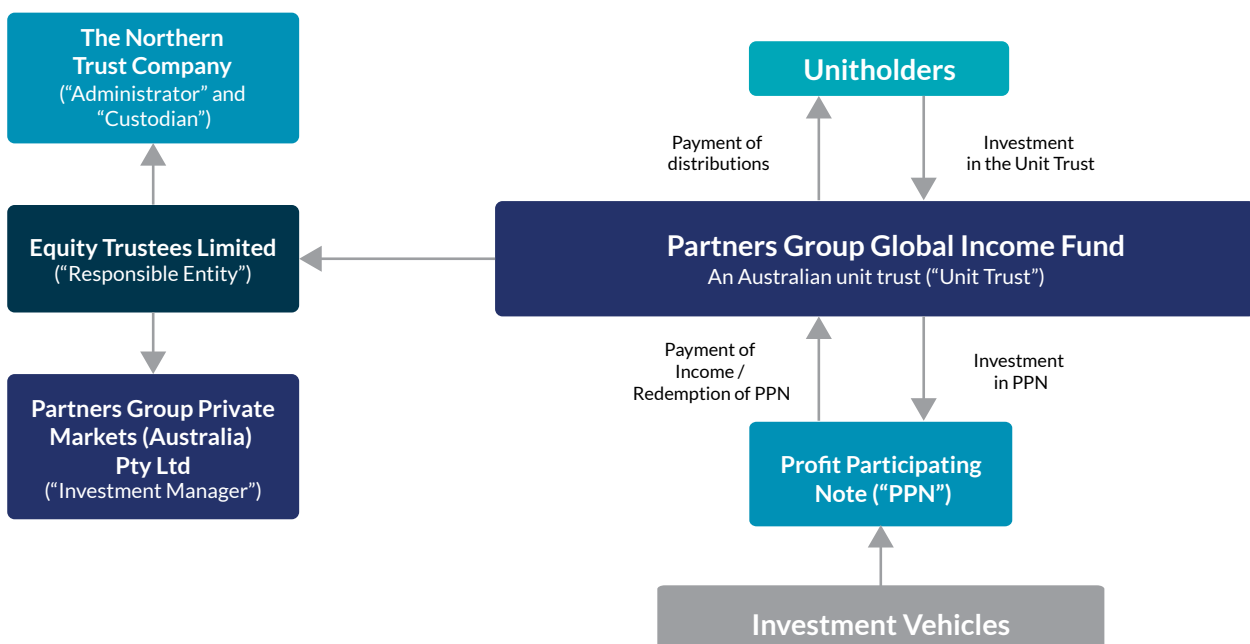 The Northern
Trust Company
(“Administrator” and
“Custodian”)
Equity Trustees Limited
(“Responsible Entity”)
Partners Group Private
Markets (Australia)
Pty Ltd
(“Investment Manager”)
Unitholders
Payment of
distributions
Investment
in the Unit Trust
Partners Group Global Income Fund
An Australian unit trust (“Unit Trust”)
Payment of
Income /
Redemption of PPN
Investment
in PPN
Profit Participating
Note (“PPN”)
Investment Vehicles